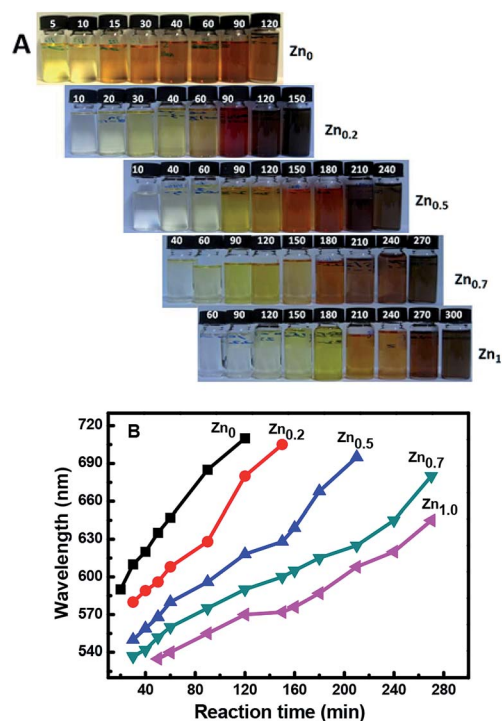 A
5 10 15 30 40 60 90 120 Zn0
10 20 30 40 60 90 120 150 Zn0.2
10 40 60 90 120 150 180 210 240 Zn0.5
40 60 90 120 150 180 210 240 270 Zn0.7
60 90 120 150 180 210 240 270 300 Zn1
B
Zn0 Zn0.2 Zn0.5 Zn0.7 Zn1.0
720
690
660
630
600
570
540
Wavelength (nm)
40 80 120 160 200 240 280
Reaction time (min)